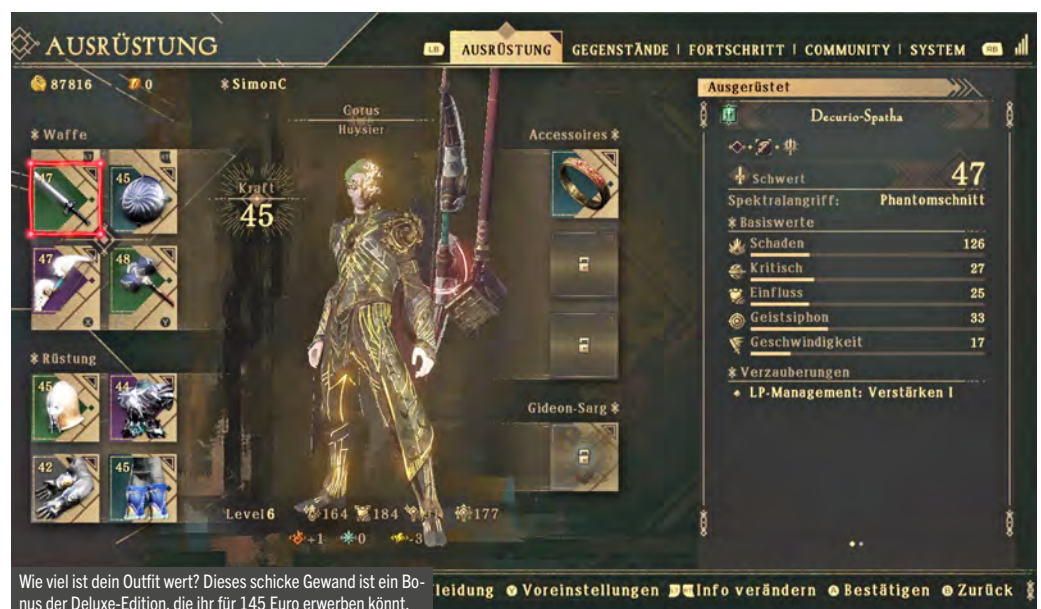 AUSRÜSTUNG
LB AUSRÜSTUNG GEGENSTÄNDE | FORTSCHRITT | COMMUNITY | SYSTEM RB
87816 0 SimonC
Corus
Huysier
Waffe
47 45
47 48
X Y
Kraft
45
Rüstung
45 44
42 45
Level 6 164 184 177
+1 0 -3
Accessoires
Gideon-Sarg
Ausgerüstet
Decurio-Spatha
Schwert 47
Spektralangriff: Phantomschnitt
Basiswerte
Schaden 126
Kritisch 27
Einfluss 25
Geistsiphon 33
Geschwindigkeit 17
Verzauberungen
LP-Management: Verstärken I
leidung Y Voreinstellungen Info verändern A Bestätigen B Zurück
Wie viel ist dein Outfit wert? Dieses schicke Gewand ist ein Bo-
nus der Deluxe-Edition, die ihr für 145 Euro erwerben könnt.